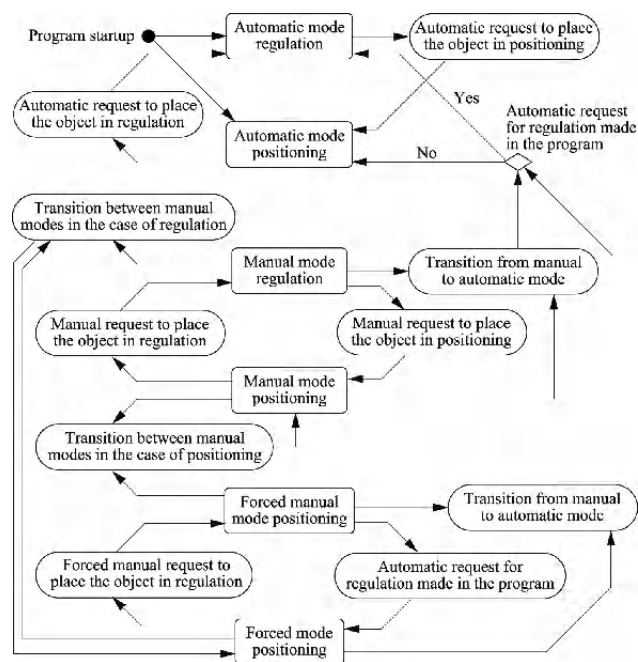 Program startup
Automatic mode
regulation
Automatic request to place
the object in positioning
Automatic request to place
the object in regulation
Yes
Automatic request
for regulation made
in the program
Automatic mode
positioning
No
Transition between manual
modes in the case of regulation
Manual mode
regulation
Transition from manual
to automatic mode
Manual request to place
the object in regulation
Manual request to place
the object in positioning
Manual mode
positioning
Transition between manual
modes in the case of positioning
Forced manual
mode positioning
Transition from manual
to automatic mode
Forced manual request to
place the object in regulation
Automatic request for
regulation made in the program
Forced mode
positioning